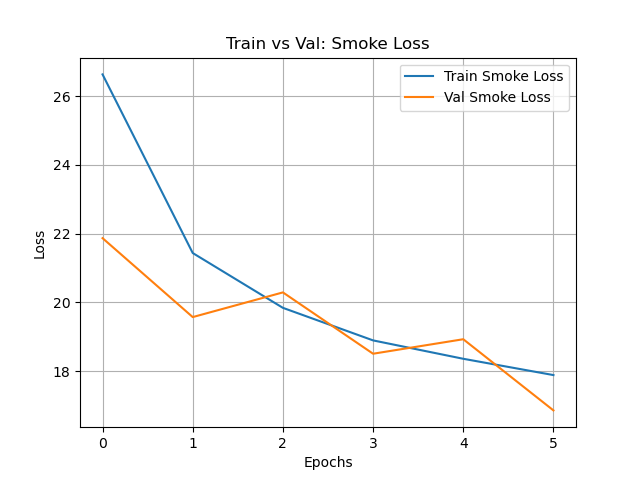 Train vs Val: Smoke Loss
Train Smoke Loss
Val Smoke Loss
Loss
26
24
22
20
18
0 1 2 3 4 5
Epochs